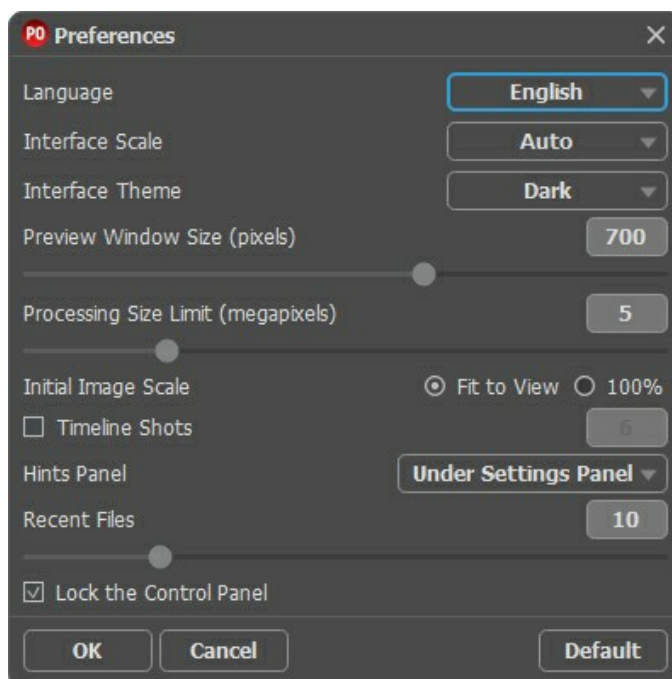 PO Preferences
Language English
Interface Scale Auto
Interface Theme Dark
Preview Window Size (pixels) 700
Processing Size Limit (megapixels) 5
Initial Image Scale Fit to View 100%
Timeline Shots 6
Hints Panel Under Settings Panel
Recent Files 10
Lock the Control Panel
OK Cancel Default